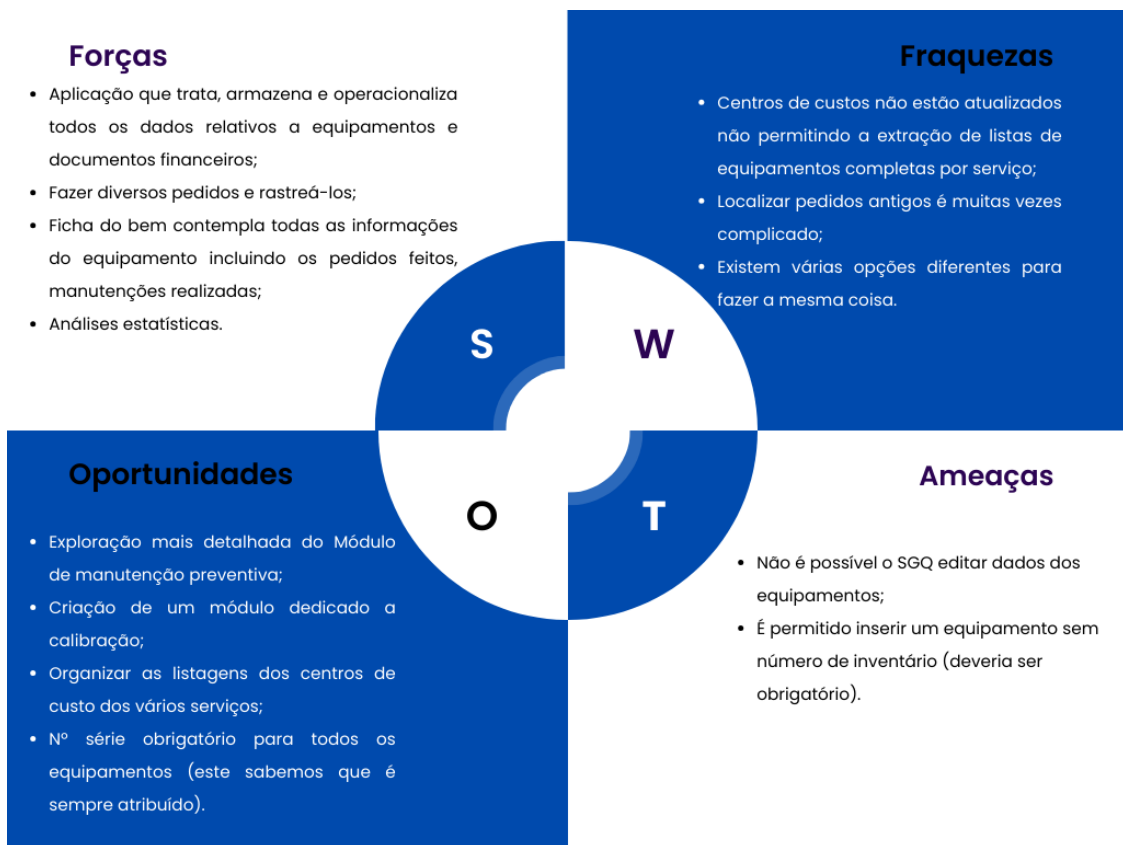 Forças
• Aplicação que trata, armazena e operacionaliza
todos os dados relativos a equipamentos e
documentos financeiros;
• Fazer diversos pedidos e rastreá-los;
• Ficha do bem contempla todas as informações
do equipamento incluindo os pedidos feitos,
manutenções realizadas;
• Análises estatísticas.
Fraquezas
• Centros de custos não estão atualizados
não permitindo a extração de listas de
equipamentos completas por serviço;
• Localizar pedidos antigos é muitas vezes
complicado;
• Existem várias opções diferentes para
fazer a mesma coisa.
S
W
Oportunidades
• Exploração mais detalhada do Módulo
de manutenção preventiva;
• Criação de um módulo dedicado a
calibração;
• Organizar as listagens dos centros de
custo dos vários serviços;
• Nº série obrigatório para todos os
equipamentos (este sabemos que é
sempre atribuído).
O
T
Ameaças
• Não é possível o SGQ editar dados dos
equipamentos;
• É permitido inserir um equipamento sem
número de inventário (deveria ser
obrigatório).